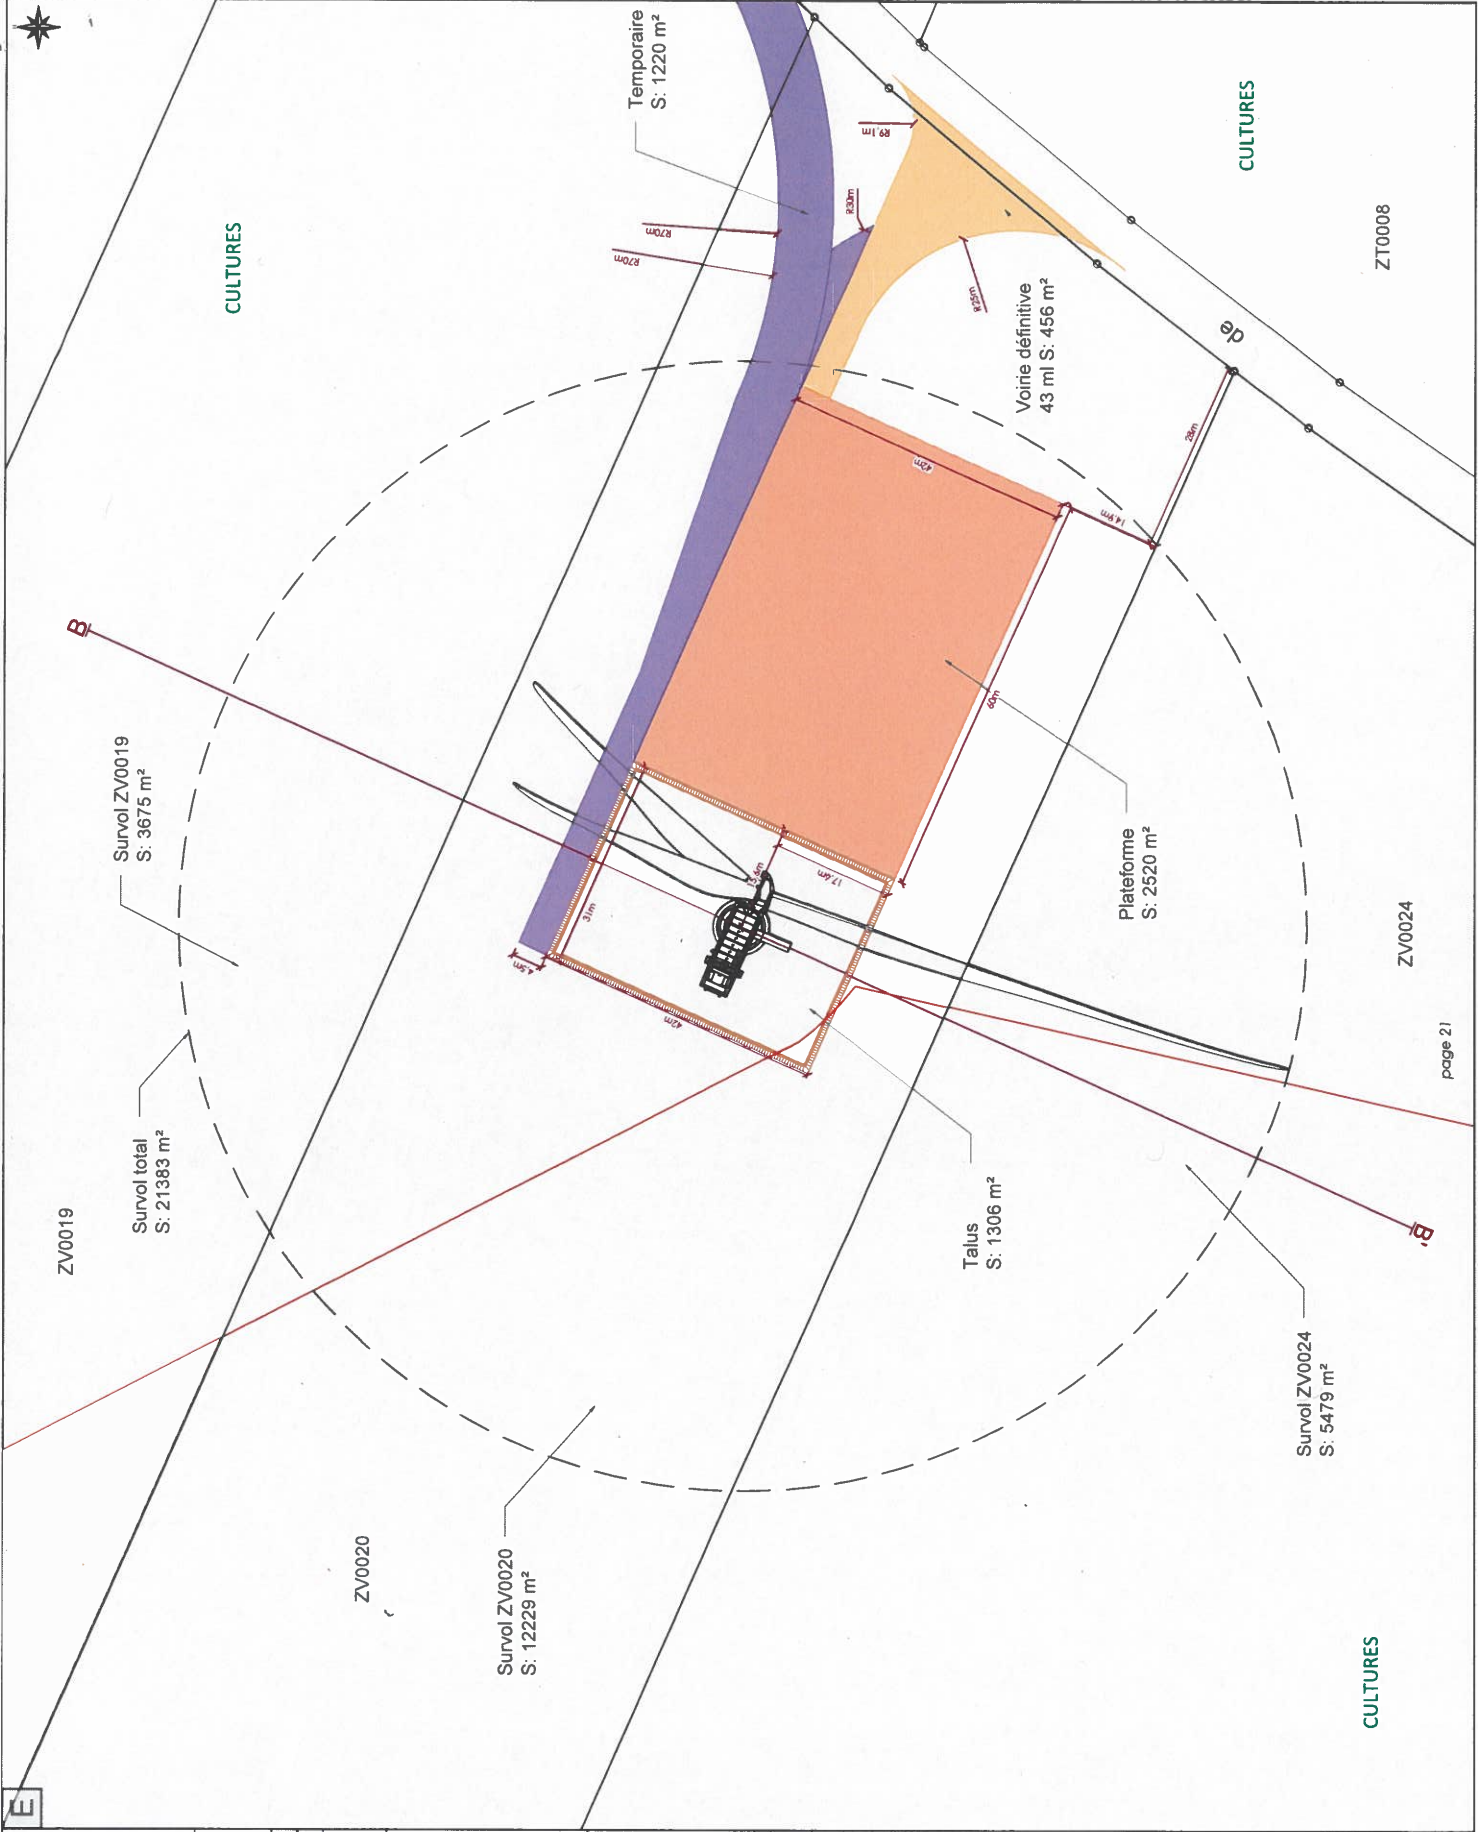 E
ZV0019
Survol total
S: 21383 m²
Survol ZV0019
S: 3675 m²
B
CULTURES
Temporaire
S: 1220 m²
R70m
R70m
R30m
R9.1m
R25m
Voirie définitive
43 ml S: 456 m²
CULTURES
ZT0008
de
28m
14.9m
42m
60m
17.6m
31m
4.5m
42m
Plateforme
S: 2520 m²
Talus
S: 1306 m²
ZV0020
Survol ZV0020
S: 12229 m²
Survol ZV0024
S: 5479 m²
B'
ZV0024
CULTURES
page 21